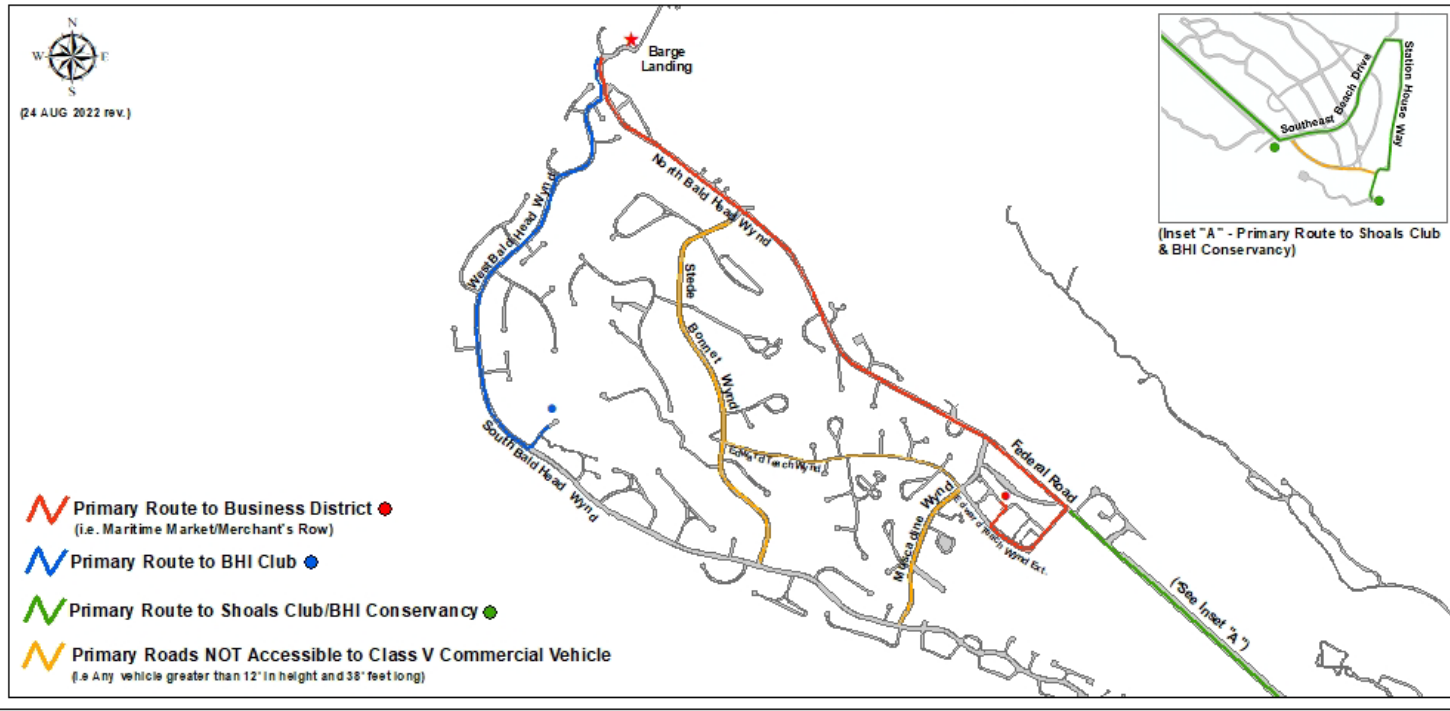 N
W E
S
(24 AUG 2022 rev.)
Barge
Landing
North Bald Head Wynd
West Bald Head Wynd
Stede Bonnet Wynd
South Bald Head Wynd
Edward Teach Wynd
Muscadine Wynd
Edward Teach Wynd Ext.
Federal Road
(*See Inset "A")
Southeast Beach Drive
Station House Way
(Inset "A" - Primary Route to Shoals Club
& BHI Conservancy)
Primary Route to Business District
(i.e. Maritime Market/Merchant's Row)
Primary Route to BHI Club
Primary Route to Shoals Club/BHI Conservancy
Primary Roads NOT Accessible to Class V Commercial Vehicle
(i.e Any vehicle greater than 12' in height and 38' feet long)